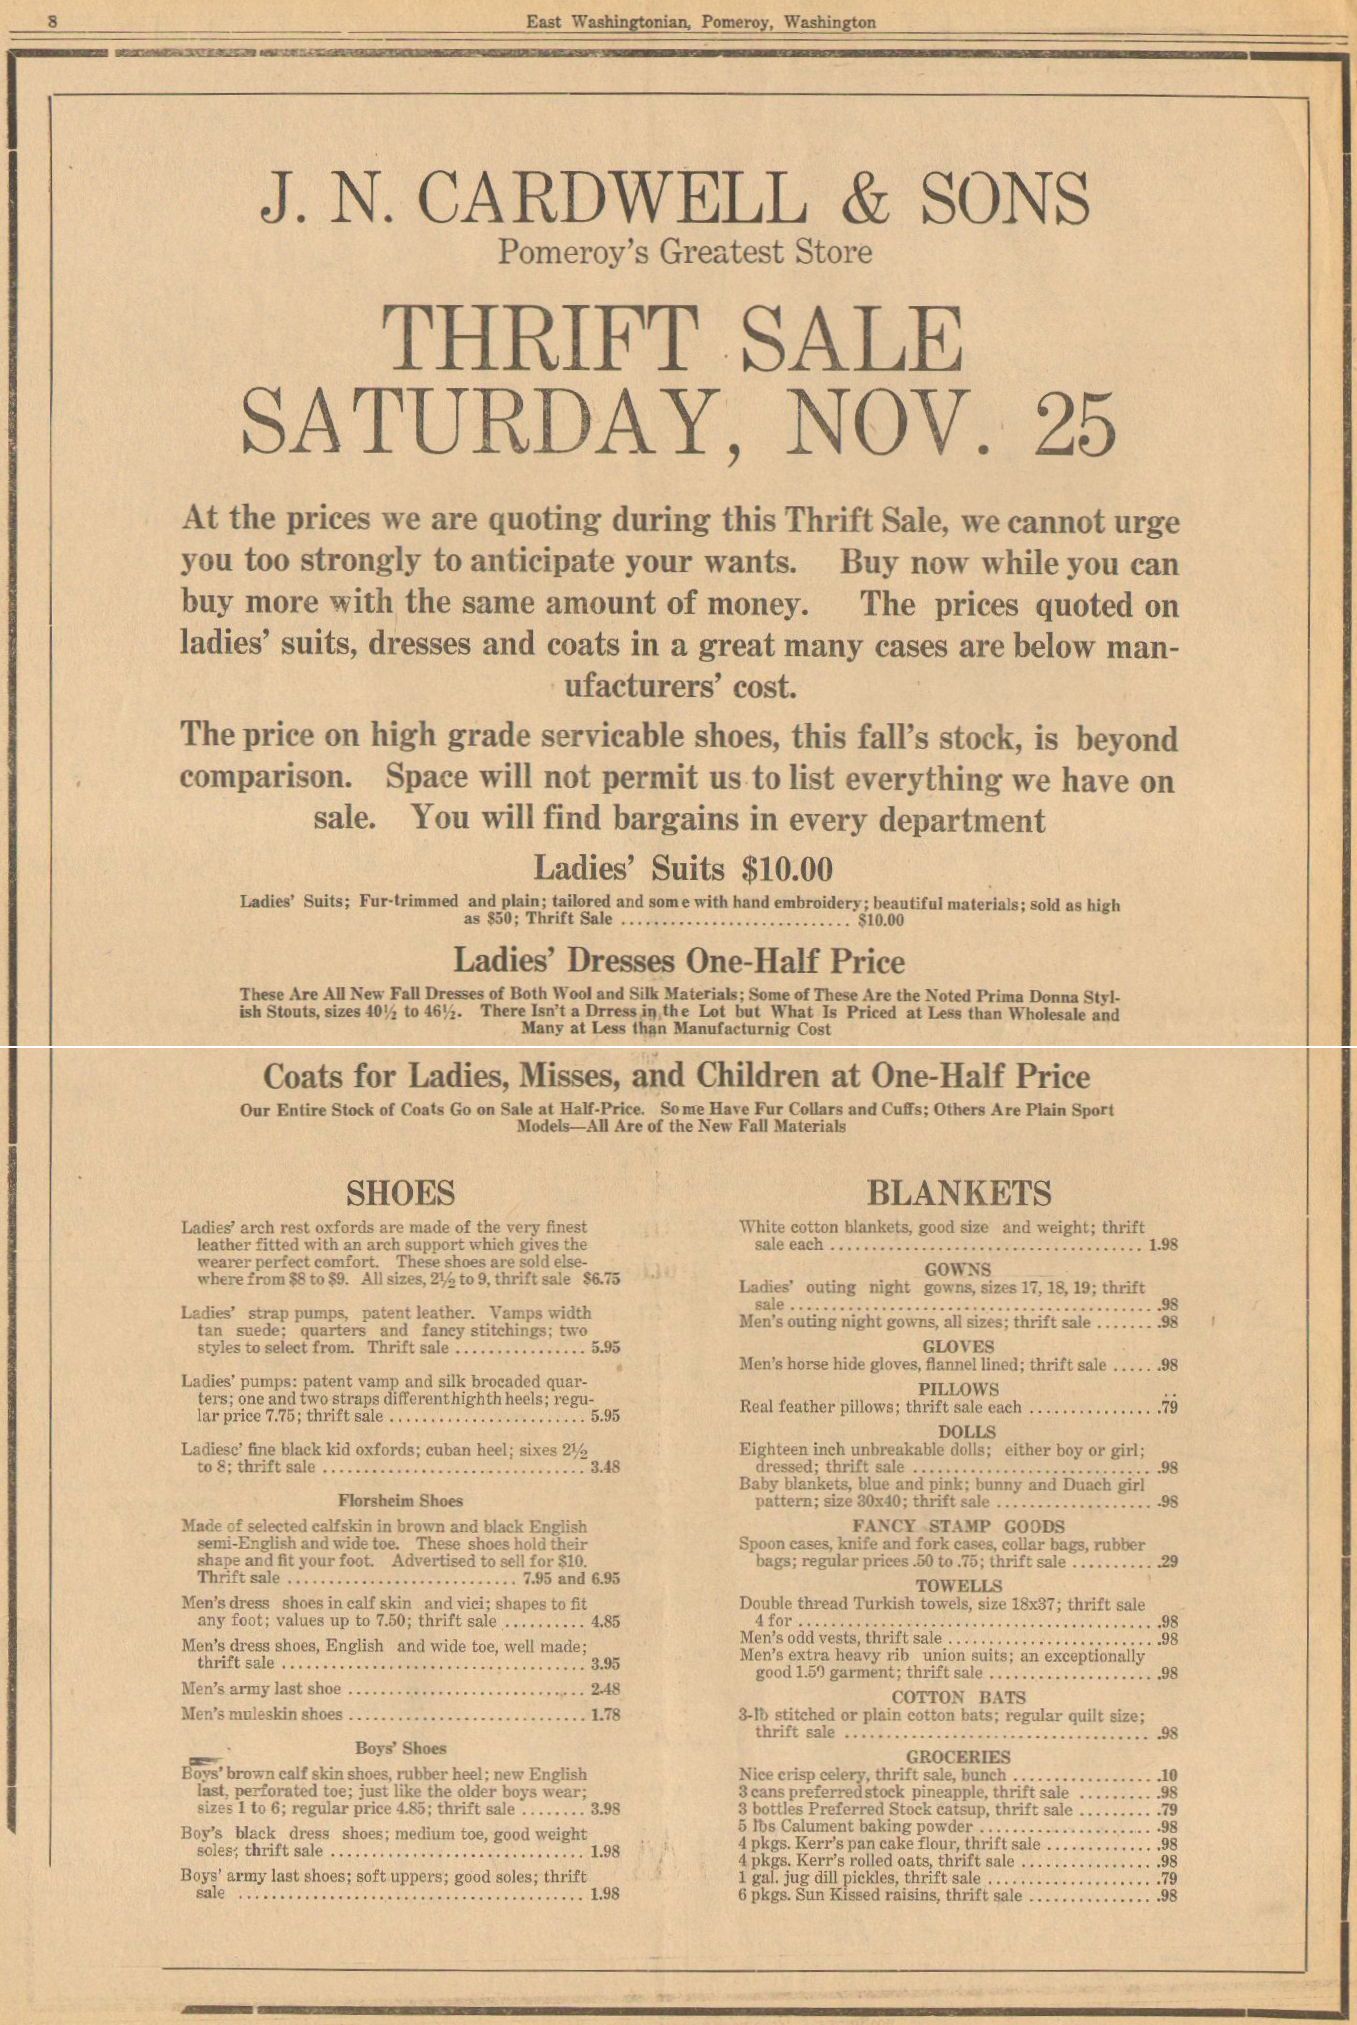 8
East Washingtonian, Pomeroy, Washington
J. N. CARDWELL & SONS
Pomeroy's Greatest Store
THRIFT SALE
SATURDAY, NOV. 25
At the prices we are quoting during this Thrift Sale, we cannot urge
you too strongly to anticipate your wants. Buy now while you can
buy more with the same amount of money. The prices quoted on
ladies' suits, dresses and coats in a great many cases are below man-
ufacturers' cost.
The price on high grade servicable shoes, this fall's stock, is beyond
comparison. Space will not permit us to list everything we have on
sale. You will find bargains in every department
Ladies' Suits $10.00
Ladies' Suits; Fur-trimmed and plain; tailored and some with hand embroidery; beautiful materials; sold as high
as $50; Thrift Sale ............................ $10.00
Ladies' Dresses One-Half Price
These Are All New Fall Dresses of Both Wool and Silk Materials; Some of These Are the Noted Prima Donna Styl-
ish Stouts, sizes 40½ to 46½. There Isn't a Drress in the Lot but What Is Priced at Less than Wholesale and
Many at Less than Manufacturnig Cost
Coats for Ladies, Misses, and Children at One-Half Price
Our Entire Stock of Coats Go on Sale at Half-Price. Some Have Fur Collars and Cuffs; Others Are Plain Sport
Models—All Are of the New Fall Materials
SHOES
Ladies' arch rest oxfords are made of the very finest
leather fitted with an arch support which gives the
wearer perfect comfort. These shoes are sold else-
where from $8 to $9. All sizes, 2½ to 9, thrift sale $6.75
Ladies' strap pumps, patent leather. Vamps width
tan suede; quarters and fancy stitchings; two
styles to select from. Thrift sale ................ 5.95
Ladies' pumps: patent vamp and silk brocaded quar-
ters; one and two straps different highth heels; regu-
lar price 7.75; thrift sale ........................ 5.95
Ladiesc' fine black kid oxfords; cuban heel; sixes 2½
to 8; thrift sale ................................ 3.48
Florsheim Shoes
Made of selected calfskin in brown and black English
semi-English and wide toe. These shoes hold their
shape and fit your foot. Advertised to sell for $10.
Thrift sale ............................ 7.95 and 6.95
Men's dress shoes in calf skin and vici; shapes to fit
any foot; values up to 7.50; thrift sale .......... 4.85
Men's dress shoes, English and wide toe, well made;
thrift sale ..................................... 3.95
Men's army last shoe ............................. 2.48
Men's muleskin shoes ............................. 1.78
Boys' Shoes
Boys' brown calf skin shoes, rubber heel; new English
last, perforated toe; just like the older boys wear;
sizes 1 to 6; regular price 4.85; thrift sale ........ 3.98
Boy's black dress shoes; medium toe, good weight
soles; thrift sale ............................... 1.98
Boys' army last shoes; soft uppers; good soles; thrift
sale .......................................... 1.98
BLANKETS
White cotton blankets, good size and weight; thrift
sale each ...................................... 1.98
GOWNS
Ladies' outing night gowns, sizes 17, 18, 19; thrift
sale ............................................ .98
Men's outing night gowns, all sizes; thrift sale ........ .98
GLOVES
Men's horse hide gloves, flannel lined; thrift sale ...... .98
PILLOWS
Real feather pillows; thrift sale each ................ .79
DOLLS
Eighteen inch unbreakable dolls; either boy or girl;
dressed; thrift sale .............................. .98
Baby blankets, blue and pink; bunny and Duach girl
pattern; size 30x40; thrift sale ................... .98
FANCY STAMP GOODS
Spoon cases, knife and fork cases, collar bags, rubber
bags; regular prices .50 to .75; thrift sale .......... .29
TOWELLS
Double thread Turkish towels, size 18x37; thrift sale
4 for ............................................ .98
Men's odd vests, thrift sale .......................... .98
Men's extra heavy rib union suits; an exceptionally
good 1.50 garment; thrift sale ..................... .98
COTTON BATS
3-lb stitched or plain cotton bats; regular quilt size;
thrift sale ...................................... .98
GROCERIES
Nice crisp celery, thrift sale, bunch .................. .10
3 cans preferred stock pineapple, thrift sale .......... .98
3 bottles Preferred Stock catsup, thrift sale .......... .79
5 lbs Calument baking powder ...................... .98
4 pkgs. Kerr's pan cake flour, thrift sale .............. .98
4 pkgs. Kerr's rolled oats, thrift sale ................. .98
1 gal. jug dill pickles, thrift sale ..................... .79
6 pkgs. Sun Kissed raisins, thrift sale ................ .98